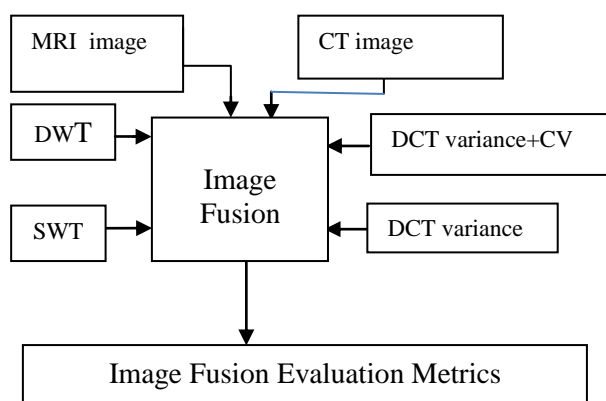 MRI image
CT image
DWT
DCT variance+CV
Image
Fusion
SWT
DCT variance
Image Fusion Evaluation Metrics